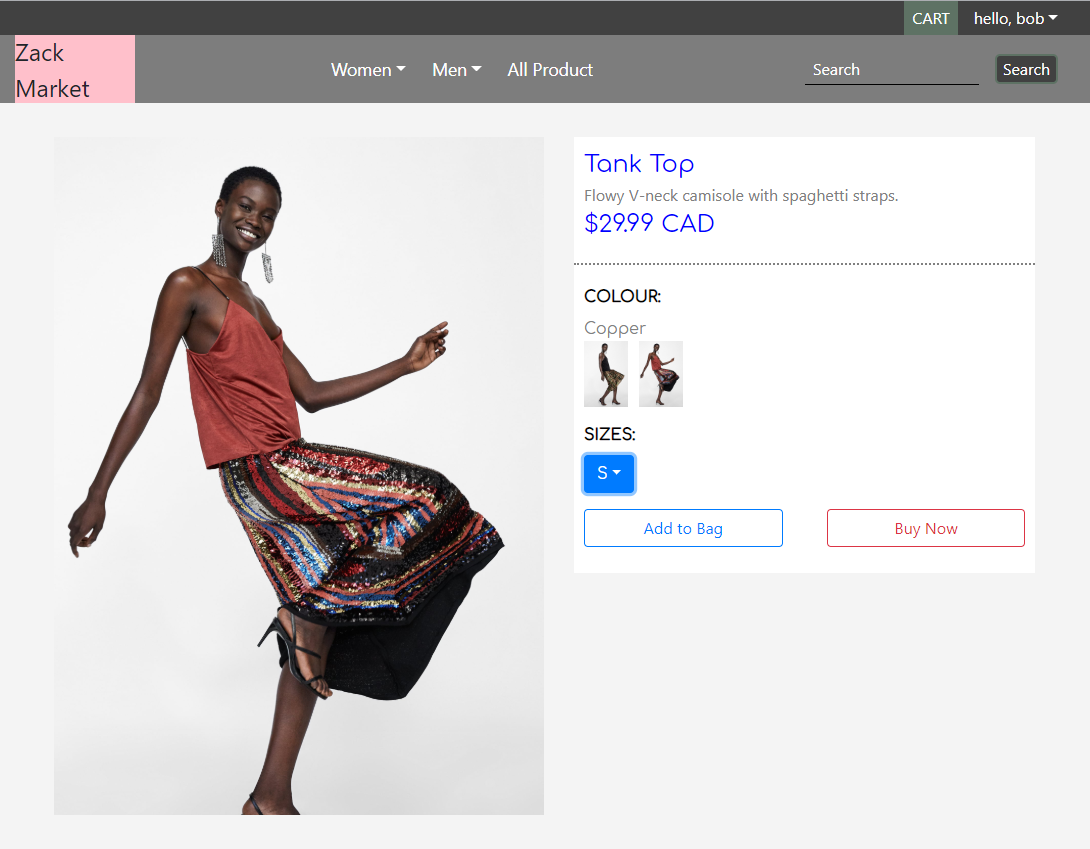 CART hello, bob
Zack
Market
Women Men All Product Search Search
Tank Top
Flowy V-neck camisole with spaghetti straps.
$29.99 CAD
COLOUR:
Copper
SIZES:
S
Add to Bag Buy Now